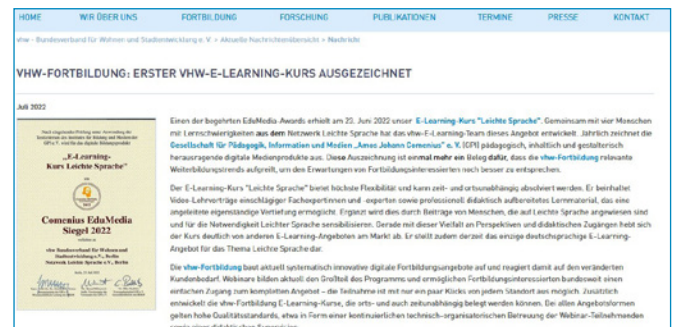 HOME WIR ÜBER UNS FORTBILDUNG FORSCHUNG PUBLIKATIONEN TERMINE PRESSE KONTAKT
vhw - Bundesverband für Wohnen und Stadtentwicklung e. V. > Aktuelle Nachrichtenübersicht > Nachricht
VHW-FORTBILDUNG: ERSTER VHW-E-LEARNING-KURS AUSGEZEICHNET
Juli 2022
„E-Learning-
Kurs Leichte Sprache"
Comenius EduMedia
Siegel 2022
vhw Bundesverband für Wohnen und
Stadtentwicklung e.V., Berlin
Netzwerk Leichte Sprache e.V., Berlin
Einen der begehrten EduMedia-Awards erhielt am 23. Juni 2022 unser E-Learning-Kurs "Leichte Sprache". Gemeinsam mit vier Menschen
mit Lernschwierigkeiten aus dem Netzwerk Leichte Sprache hat das vhw-E-Learning-Team dieses Angebot entwickelt. Jährlich zeichnet die
Gesellschaft für Pädagogik, Information und Medien „Amos Johann Comenius" e. V. (GPI) pädagogisch, inhaltlich und gestalterisch
herausragende digitale Medienprodukte aus. Diese Auszeichnung ist einmal mehr ein Beleg dafür, dass die vhw-Fortbildung relevante
Weiterbildungstrends aufgreift, um den Erwartungen von Fortbildungsinteressierten noch besser zu entsprechen.
Der E-Learning-Kurs "Leichte Sprache" bietet höchste Flexibilität und kann zeit- und ortsunabhängig absolviert werden. Er beinhaltet
Video-Lehrvorträge einschlägiger Fachexpertinnen und -experten sowie professionell didaktisch aufbereitetes Lernmaterial, das eine
angeleitete eigenständige Vertiefung ermöglicht. Ergänzt wird dies durch Beiträge von Menschen, die auf Leichte Sprache angewiesen sind
und für die Notwendigkeit Leichter Sprache sensibilisieren. Gerade mit dieser Vielfalt an Perspektiven und didaktischen Zugängen hebt sich
der Kurs deutlich von anderen E-Learning-Angeboten am Markt ab. Er stellt zudem derzeit das einzige deutschsprachige E-Learning-
Angebot für das Thema Leichte Sprache dar.
Die vhw-Fortbildung baut aktuell systematisch innovative digitale Fortbildungsangebote auf und reagiert damit auf den veränderten
Kundenbedarf. Webinare bilden aktuell den Großteil des Programms und ermöglichen Fortbildungsinteressierten bundesweit einen
einfachen Zugang zum kompletten Angebot – die Teilnahme ist mit nur ein paar Klicks von jedem Standort aus möglich. Zusätzlich
entwickelt die vhw-Fortbildung E-Learning-Kurse, die orts- und auch zeitunabhängig belegt werden können. Bei allen Angebotsformen
gelten hohe Qualitätsstandards, etwa in Form einer kontinuierlichen technisch-organisatorischen Betreuung der Webinar-Teilnehmenden